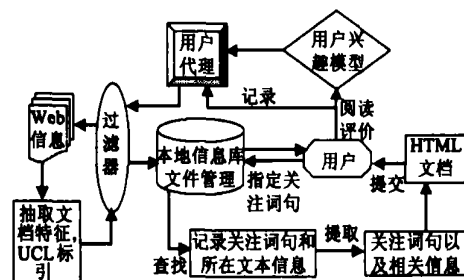 用户
代理
用户兴
趣模型
记录
阅读
评价
Web
信息
过
滤
器
本地信息库
文件管理
用户
HTML
文档
指定关
注词句
提交
抽取文
档特征,
UCL标
引
查找
记录关注词句和
所在文本信息
提取
关注词句以
及相关信息